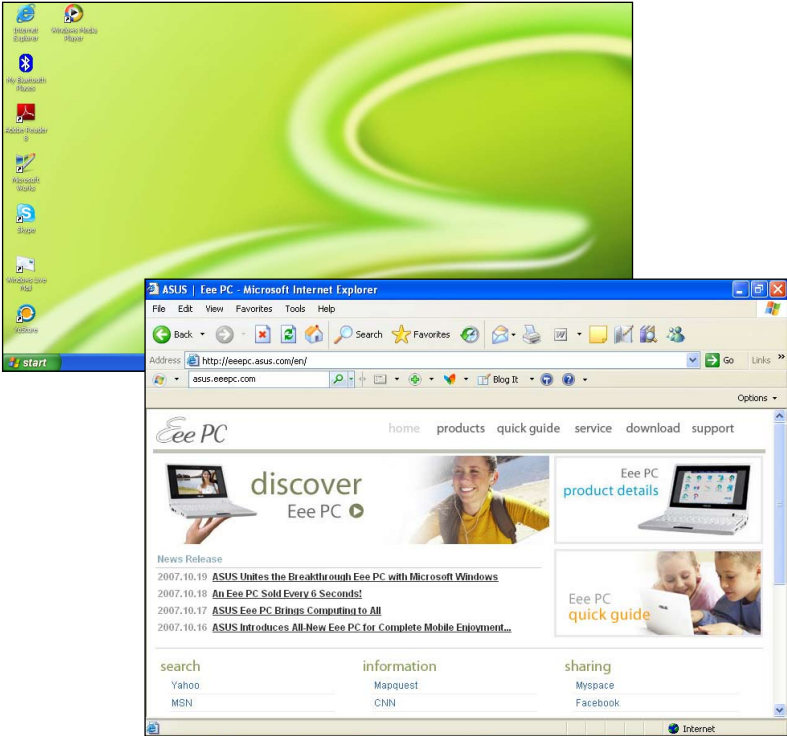 Internet
Explorer
Windows Media
Player
My Bluetooth
Places
Adobe Reader
8
Microsoft
Works
Skype
Windows Live
Mail
start
ASUS | Eee PC - Microsoft Internet Explorer
File Edit View Favorites Tools Help
Back Search Favorites
Address http://eeepc.asus.com/en/ Go Links »
asus.eeepc.com Blog It
Options
Eee PC home products quick guide service download support
discover
Eee PC
Eee PC
product details
News Release
2007.10.19 ASUS Unites the Breakthrough Eee PC with Microsoft Windows
2007.10.18 An Eee PC Sold Every 6 Seconds!
2007.10.17 ASUS Eee PC Brings Computing to All
2007.10.16 ASUS Introduces All-New Eee PC for Complete Mobile Enjoyment...
Eee PC
quick guide
search information sharing
Yahoo Mapquest Myspace
MSN CNN Facebook
Internet